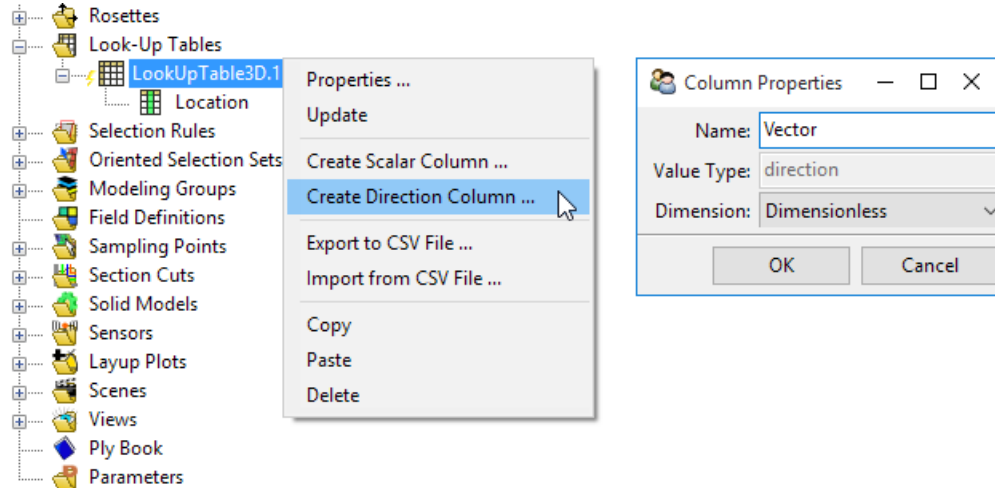 Rosettes
Look-Up Tables
LookUpTable3D.1
Location
Selection Rules
Oriented Selection Sets
Modeling Groups
Field Definitions
Sampling Points
Section Cuts
Solid Models
Sensors
Layup Plots
Scenes
Views
Ply Book
Parameters
Properties ...
Update
Create Scalar Column ...
Create Direction Column ...
Export to CSV File ...
Import from CSV File ...
Copy
Paste
Delete
Column Properties
Name: Vector
Value Type: direction
Dimension: Dimensionless
OK Cancel